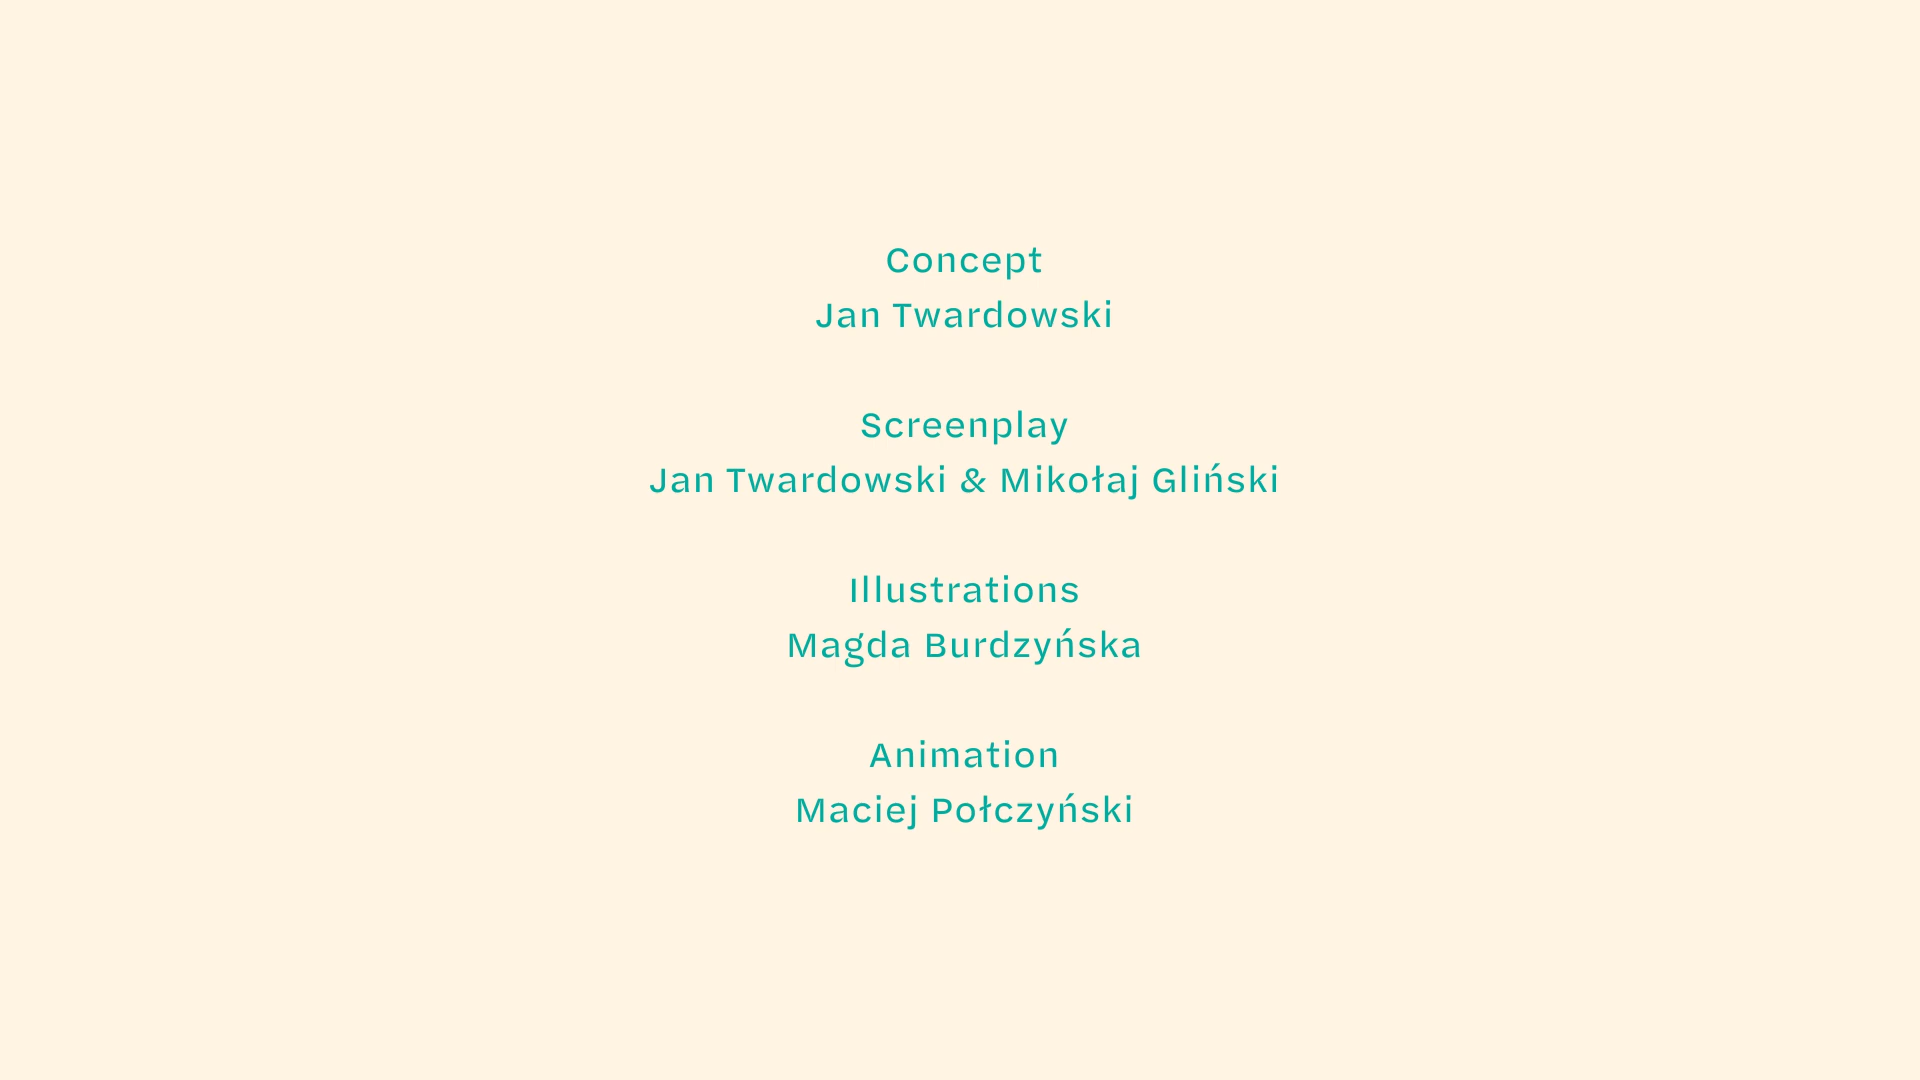 Concept
Jan Twardowski
Screenplay
Jan Twardowski & Mikołaj Gliński
Illustrations
Magda Burdzyńska
Animation
Maciej Połczyński